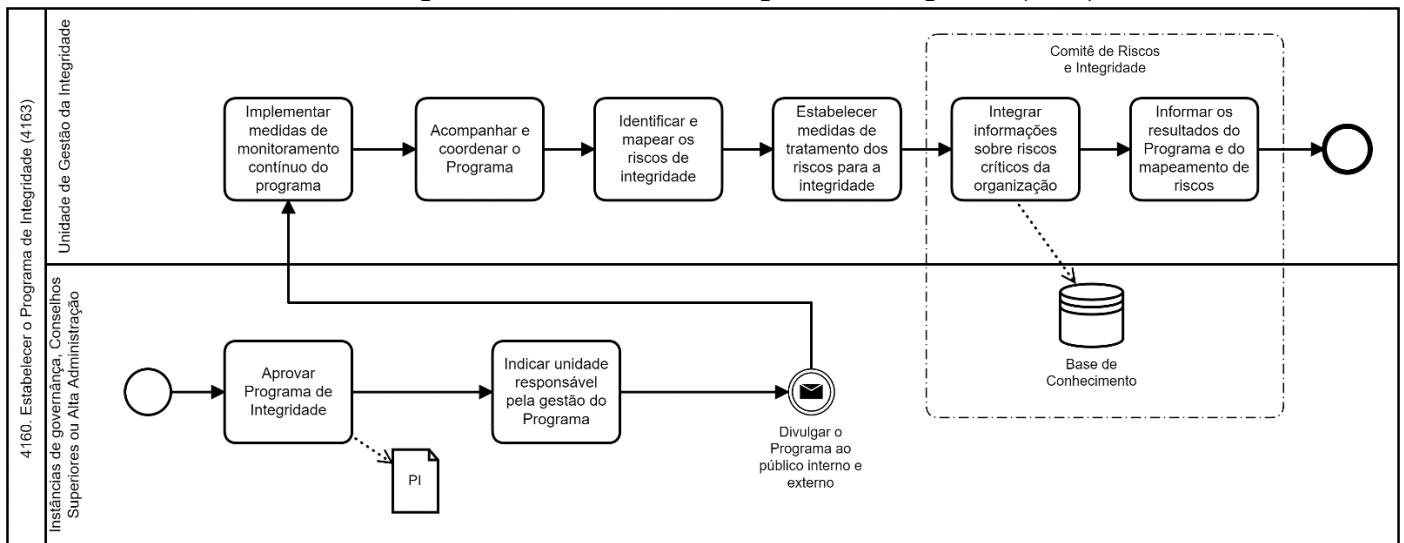 4160. Estabelecer o Programa de Integridade (4163)
Unidade de Gestão da Integridade
Comitê de Riscos
e Integridade
Implementar
medidas de
monitoramento
contínuo do
programa
Acompanhar e
coordenar o
Programa
Identificar e
mapear os
riscos de
integridade
Estabelecer
medidas de
tratamento dos
riscos para a
integridade
Integrar
informações
sobre riscos
críticos da
organização
Informar os
resultados do
Programa e do
mapeamento de
riscos
Instâncias de governânça, Conselhos
Superiores ou Alta Administração
Aprovar
Programa de
Integridade
PI
Indicar unidade
responsável
pela gestão do
Programa
Divulgar o
Programa ao
público interno e
externo
Base de
Conhecimento